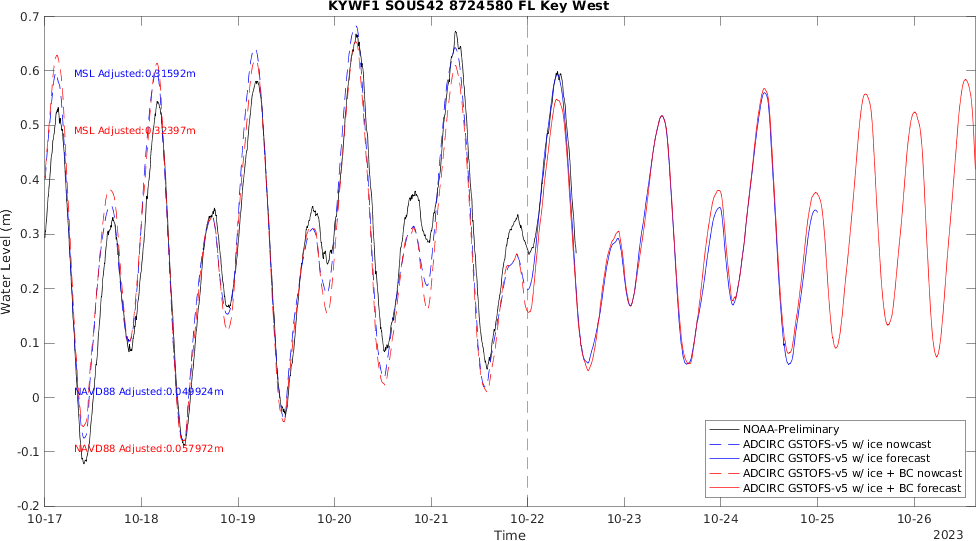 KYWF1 SOUS42 8724580 FL Key West
0.7
0.6
0.5
0.4
0.3
0.2
0.1
0
-0.1
-0.2
Water Level (m)
MSL Adjusted:0.31592m
MSL Adjusted:0.32397m
NAVD88 Adjusted:0.049924m
NAVD88 Adjusted:0.057972m
NOAA-Preliminary
ADCIRC GSTOFS-v5 w/ ice nowcast
ADCIRC GSTOFS-v5 w/ ice forecast
ADCIRC GSTOFS-v5 w/ ice + BC nowcast
ADCIRC GSTOFS-v5 w/ ice + BC forecast
10-17 10-18 10-19 10-20 10-21 10-22 10-23 10-24 10-25 10-26
Time
2023